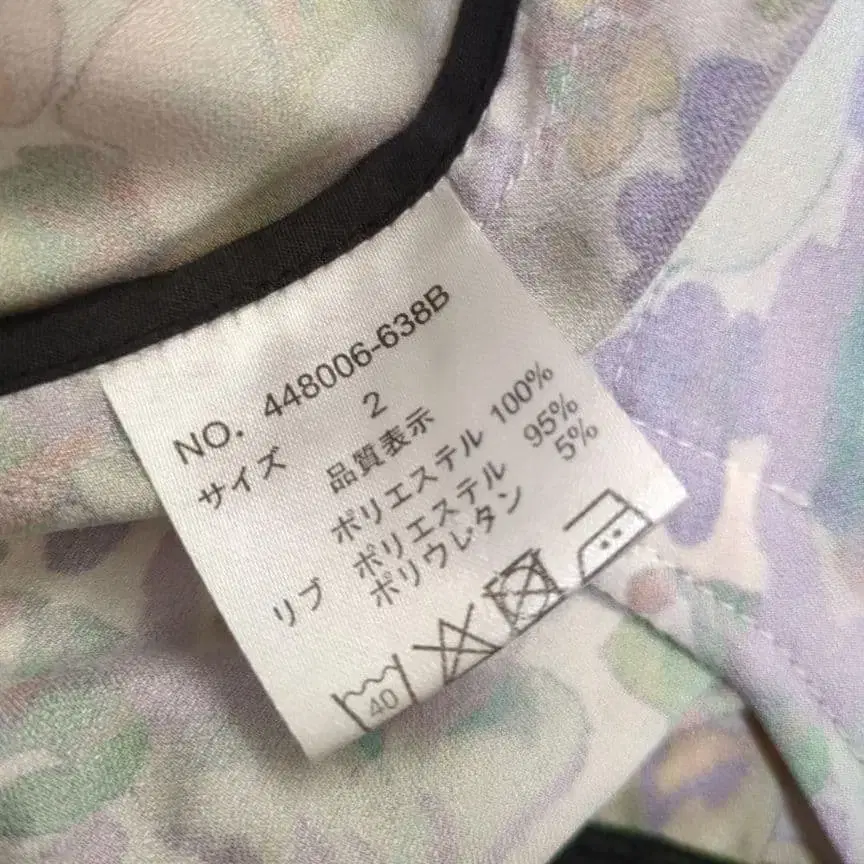 NO. 448006-638B
サイズ 2
品質表示
ポリエステル 100%
リブ ポリエステル 95%
ポリウレタン 5%
40